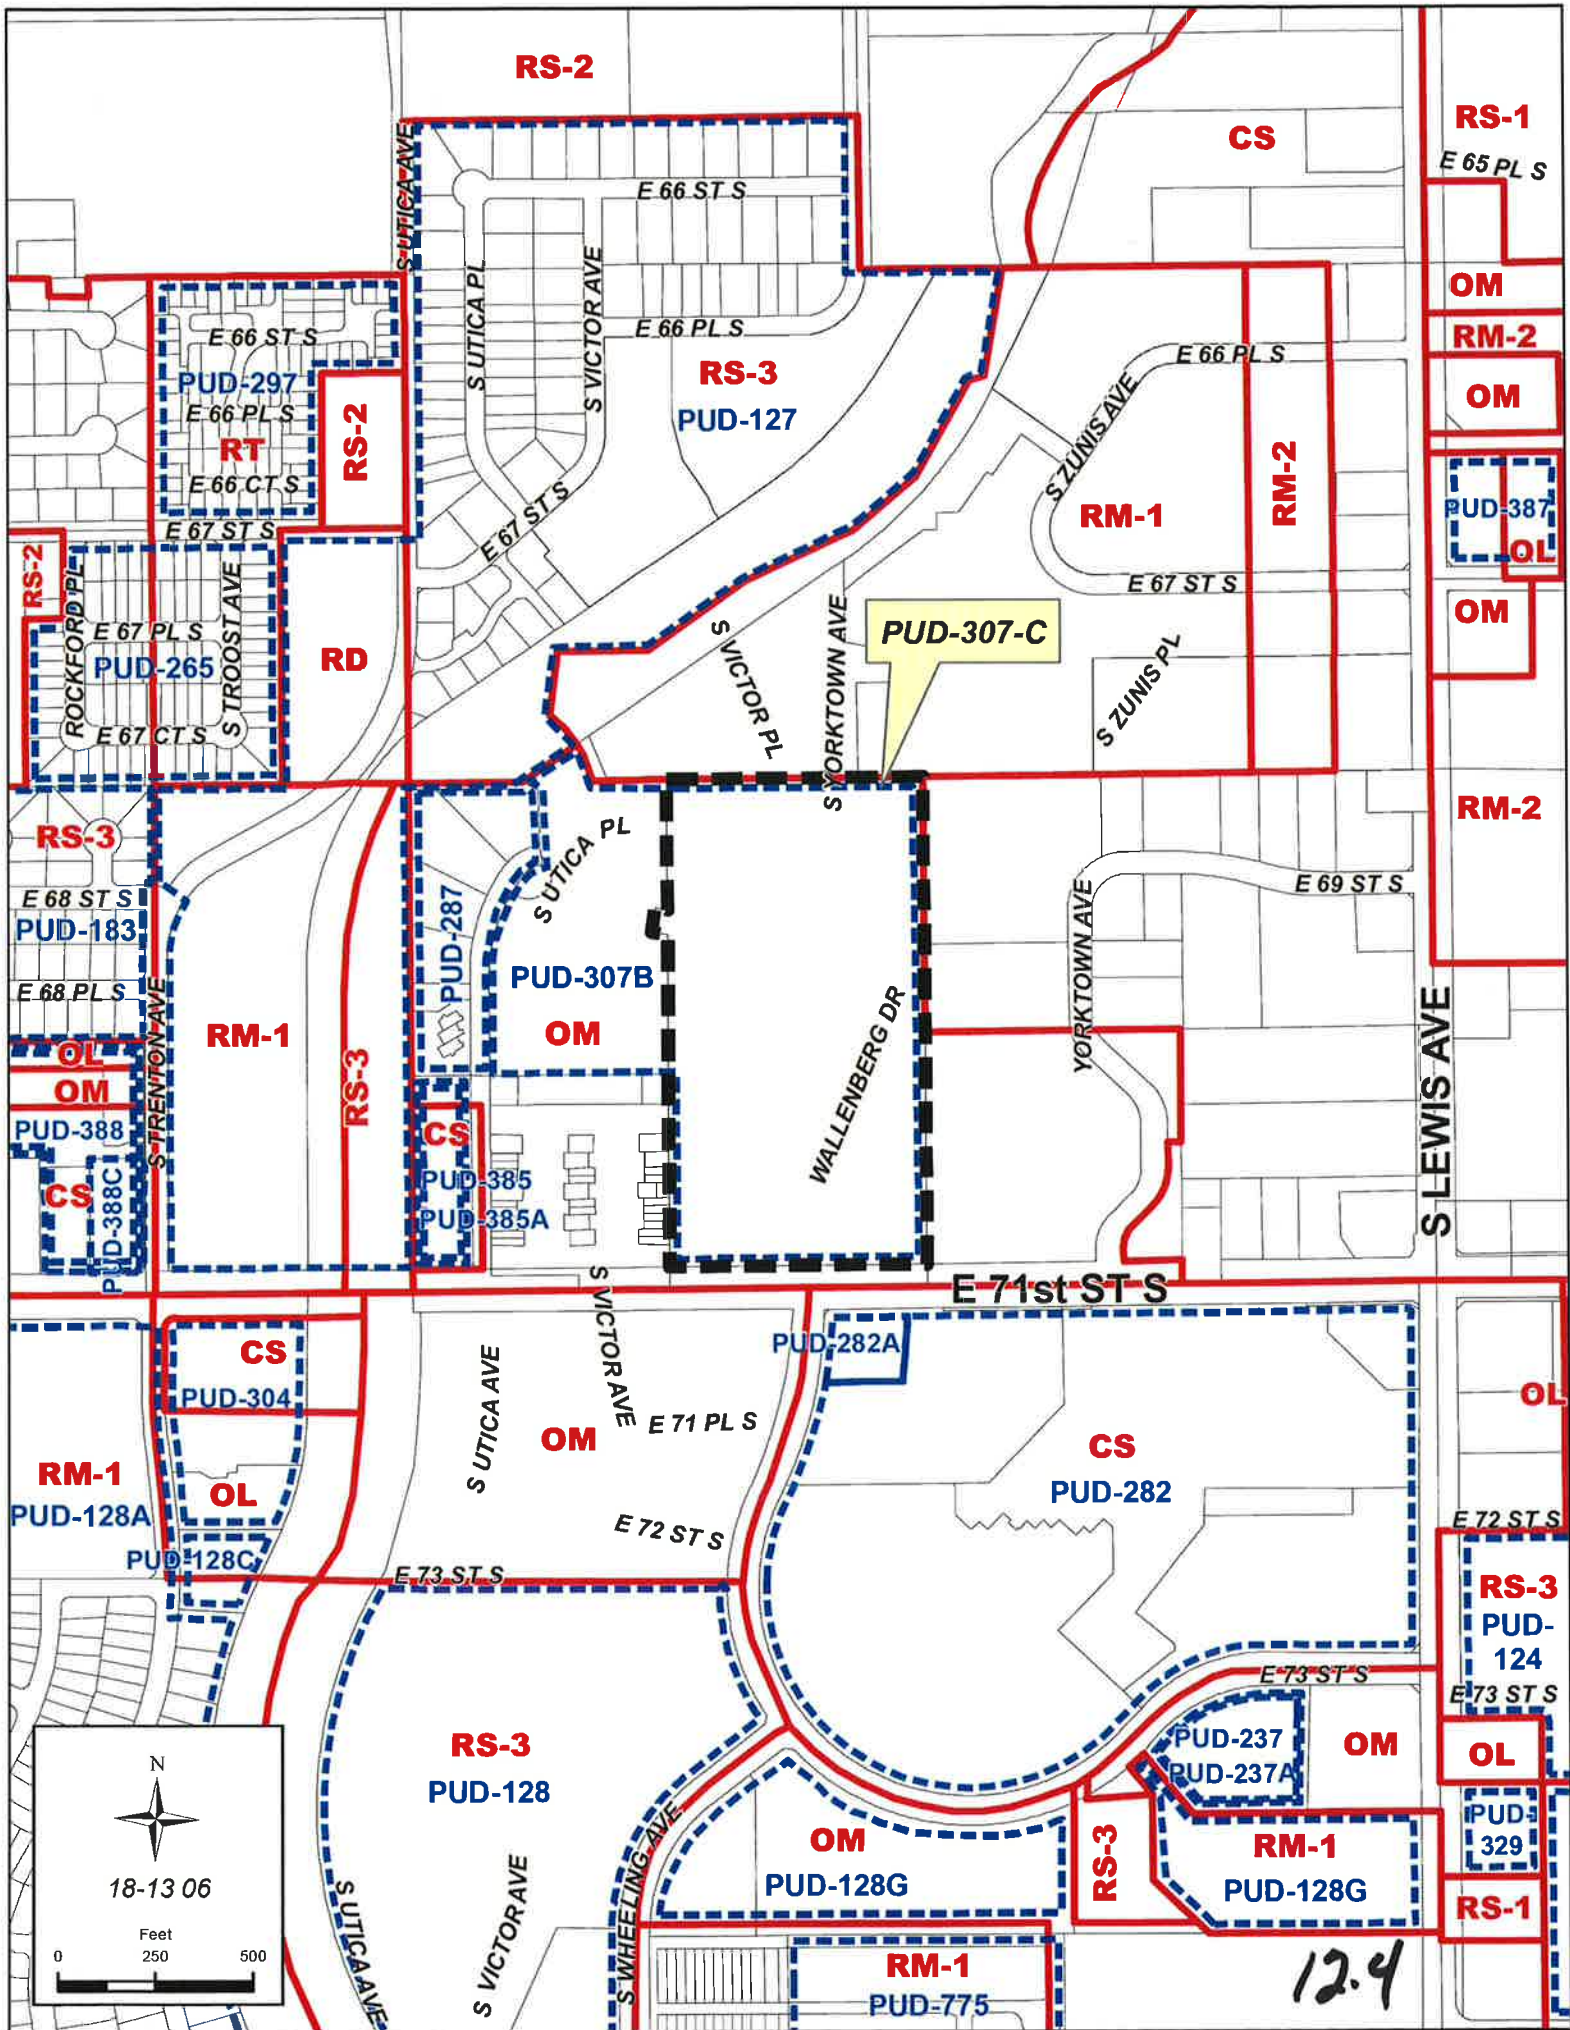 RS-2
RS-1
CS
E 65 PL S
S UTICA AVE
E 66 ST S
S UTICA PL
S VICTOR AVE
E 66 PL S
RS-3
PUD-127
E 67 ST S
OM
RM-2
OM
PUD-387
OL
OM
RM-2
E 66 ST S
PUD-297
E 66 PL S
RT
E 66 CT S
RS-2
E 67 ST S
E 66 PL S
S ZUNIS AVE
RM-1
RM-2
E 67 ST S
S ZUNIS PL
RS-2
ROCKFORD PL
E 67 PL S
PUD-265
S TROOST AVE
E 67 CT S
RD
S VICTOR PL
S YORKTOWN AVE
PUD-307-C
RS-3
E 68 ST S
PUD-183
E 68 PL S
OL
OM
PUD-388
CS
PUD-388C
S TRENTON AVE
RM-1
RS-3
PUD-287
S UTICA PL
PUD-307B
OM
CS
PUD-385
PUD-385A
WALLENBERG DR
YORKTOWN AVE
E 69 ST S
S LEWIS AVE
E 71st ST S
CS
PUD-304
RM-1
PUD-128A
OL
PUD-128C
S UTICA AVE
S VICTOR AVE
E 71 PL S
OM
E 72 ST S
E 73 ST S
PUD-282A
CS
PUD-282
OL
E 72 ST S
RS-3
PUD-
124
E 73 ST S
E 73 ST S
RS-3
PUD-128
PUD-237
PUD-237A
OM
OL
PUD-
329
RS-1
S WHEELING AVE
OM
PUD-128G
RS-3
RM-1
PUD-128G
S UTICA AVE
S VICTOR AVE
RM-1
PUD-775
N
18-13 06
Feet
0 250 500
12.4